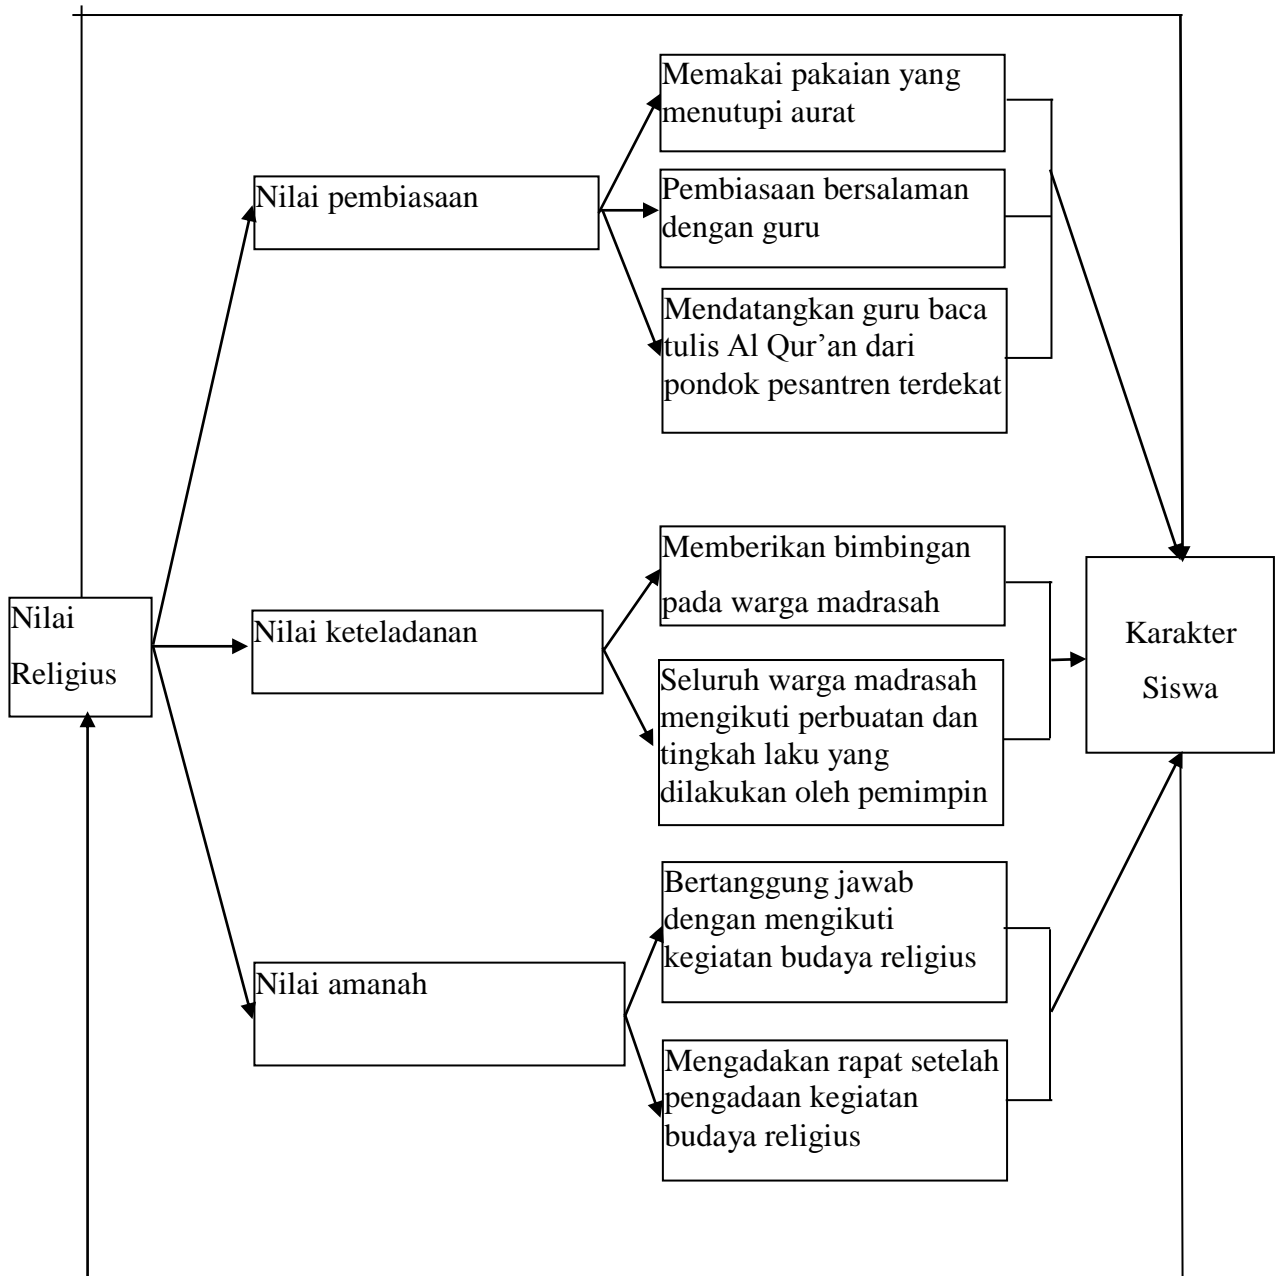 Memakai pakaian yang
menutupi aurat
Nilai pembiasaan
Pembiasaan bersalaman
dengan guru
Mendatangkan guru baca
tulis Al Qur’an dari
pondok pesantren terdekat
Memberikan bimbingan
pada warga madrasah
Nilai
Religius
Nilai keteladanan
Karakter
Siswa
Seluruh warga madrasah
mengikuti perbuatan dan
tingkah laku yang
dilakukan oleh pemimpin
Bertanggung jawab
dengan mengikuti
kegiatan budaya religius
Nilai amanah
Mengadakan rapat setelah
pengadaan kegiatan
budaya religius